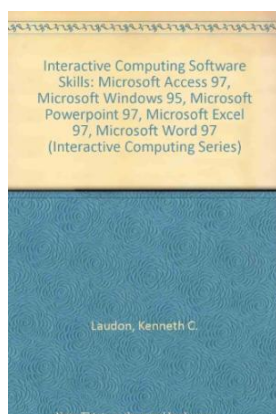 Interactive Computing Software
Skills: Microsoft Access 97,
Microsoft Windows 95, Microsoft
Powerpoint 97, Microsoft Excel
97, Microsoft Word 97
(Interactive Computing Series)
Laudon, Kenneth C.